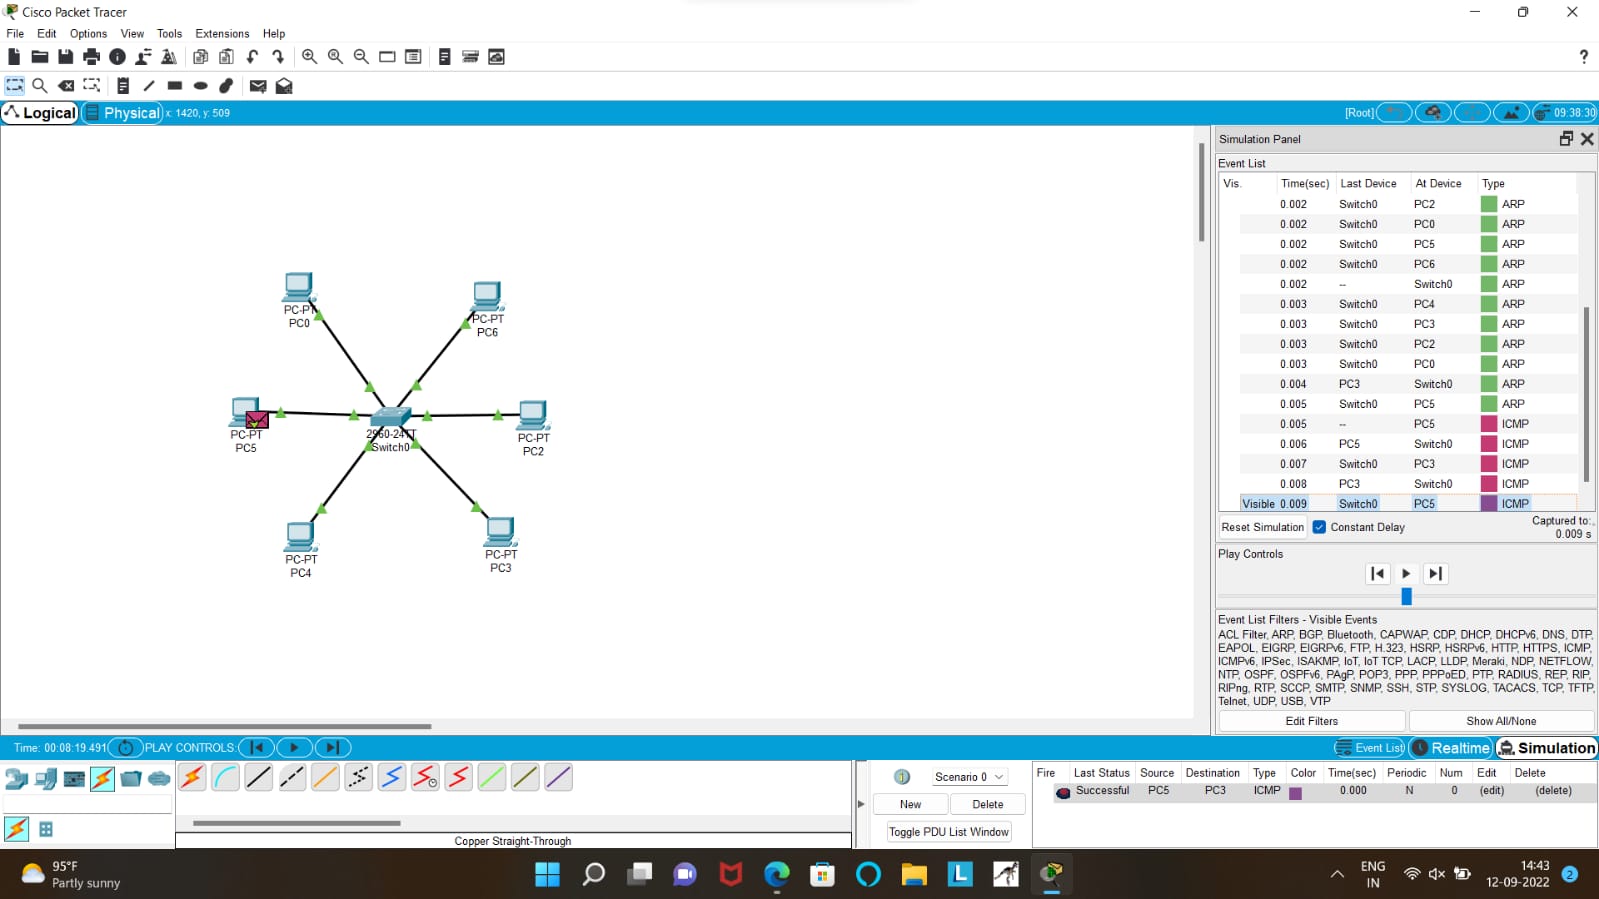 Cisco Packet Tracer
File Edit Options View Tools Extensions Help
?
Logical Physical x: 1420, y: 509 [Root] 09:38:30
Simulation Panel
Event List
Vis. Time(sec) Last Device At Device Type
0.002 Switch0 PC2 ARP
0.002 Switch0 PC0 ARP
0.002 Switch0 PC5 ARP
0.002 Switch0 PC6 ARP
0.002 -- Switch0 ARP
0.003 Switch0 PC4 ARP
0.003 Switch0 PC3 ARP
0.003 Switch0 PC2 ARP
0.003 Switch0 PC0 ARP
0.004 PC3 Switch0 ARP
0.005 Switch0 PC5 ARP
0.005 -- PC5 ICMP
0.006 PC5 Switch0 ICMP
0.007 Switch0 PC3 ICMP
0.008 PC3 Switch0 ICMP
Visible 0.009 Switch0 PC5 ICMP
Reset Simulation Constant Delay Captured to:
0.009 s
Play Controls
Event List Filters - Visible Events
ACL Filter, ARP, BGP, Bluetooth, CAPWAP, CDP, DHCP, DHCPv6, DNS, DTP,
EAPOL, EIGRP, EIGRPv6, FTP, H.323, HSRP, HSRPv6, HTTP, HTTPS, ICMP,
ICMPv6, IPSec, ISAKMP, IoT, IoT TCP, LACP, LLDP, Meraki, NDP, NETFLOW,
NTP, OSPF, OSPFv6, PAgP, POP3, PPP, PPPoED, PTP, RADIUS, REP, RIP,
RIPng, RTP, SCCP, SMTP, SNMP, SSH, STP, SYSLOG, TACACS, TCP, TFTP,
Telnet, UDP, USB, VTP
Edit Filters Show All/None
PC-PT
PC0
PC-PT
PC6
PC-PT
PC5
2960-24TT
Switch0
PC-PT
PC2
PC-PT
PC4
PC-PT
PC3
Time: 00:08:19.491 PLAY CONTROLS: Event List Realtime Simulation
Scenario 0
New Delete
Toggle PDU List Window
Fire Last Status Source Destination Type Color Time(sec) Periodic Num Edit Delete
Successful PC5 PC3 ICMP 0.000 N 0 (edit) (delete)
Copper Straight-Through
95°F
Partly sunny
L
ENG
IN
14:43
12-09-2022
2